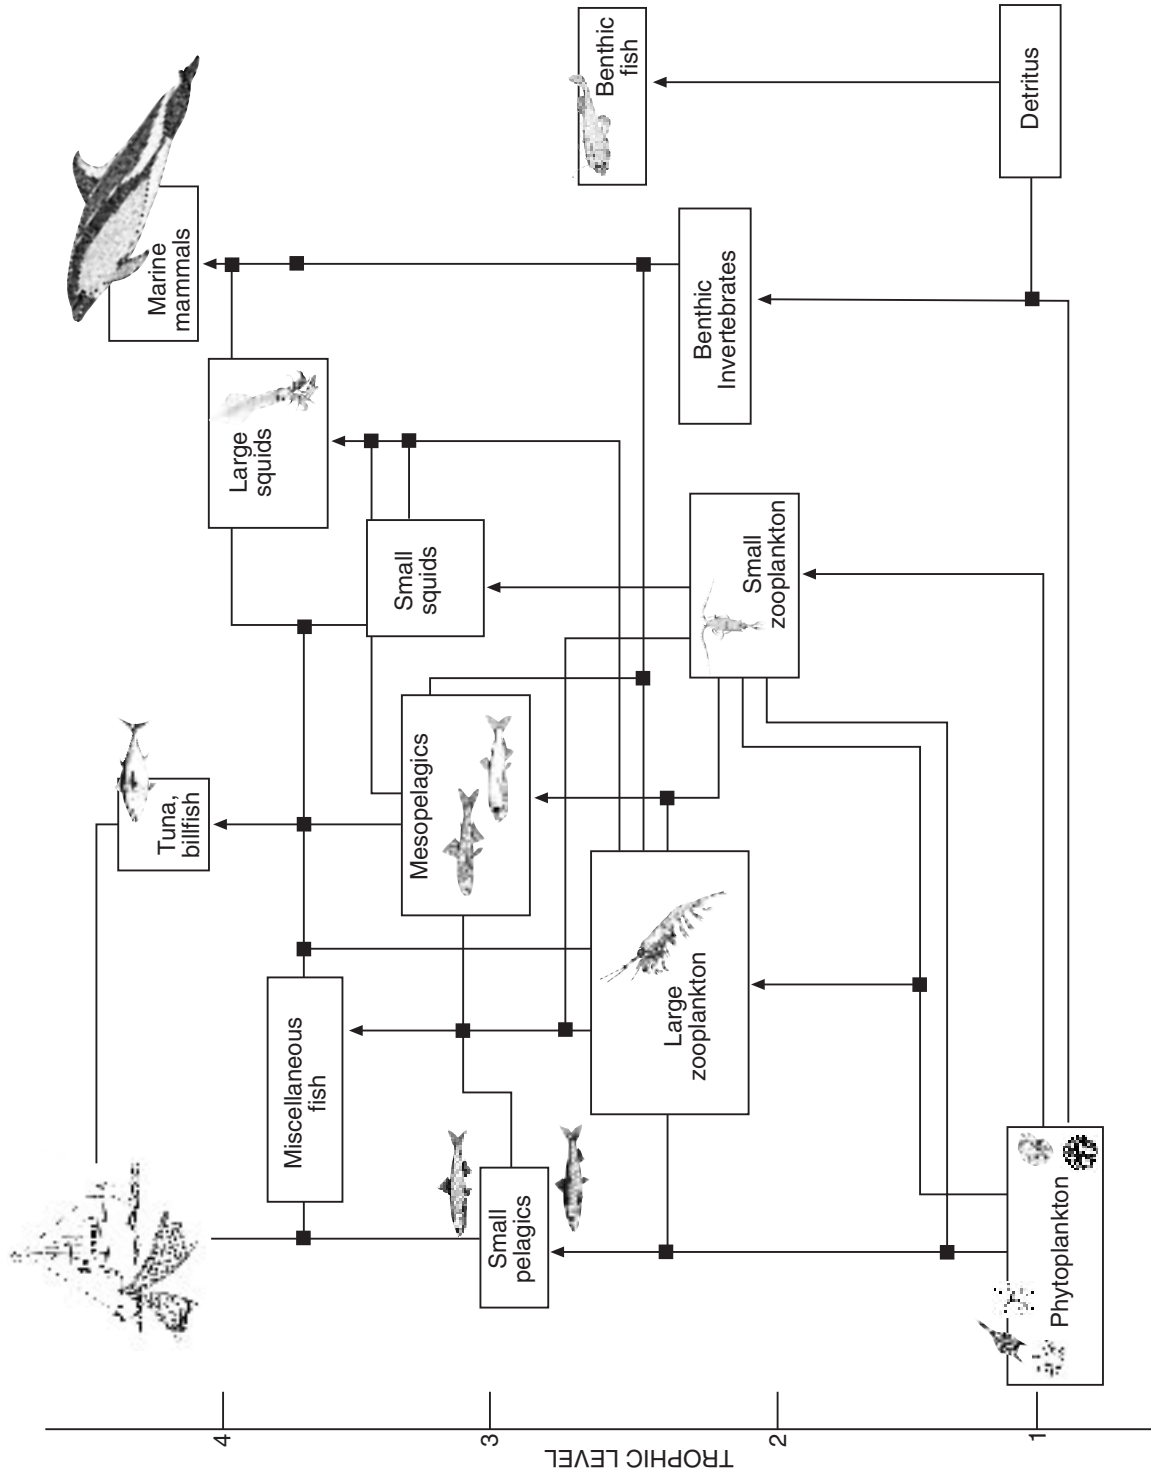 Marine
mammals
Benthic
fish
Detritus
Large
squids
Benthic
Invertebrates
Tuna,
billfish
Small
squids
Small
zooplankton
Mesopelagics
Miscellaneous
fish
Large
zooplankton
Small
pelagics
Phytoplankton
4
3
2
1
TROPHIC LEVEL